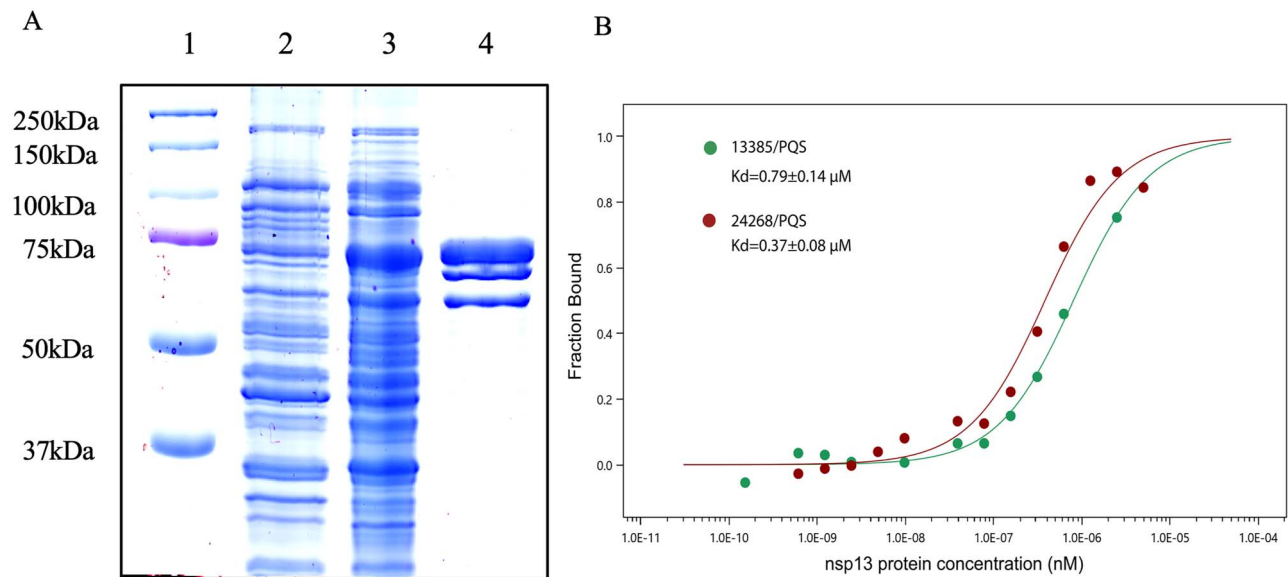 A
1 2 3 4
250kDa
150kDa
100kDa
75kDa
50kDa
37kDa
B
13385/PQS
Kd=0.79±0.14 μM
24268/PQS
Kd=0.37±0.08 μM
Fraction Bound
1.0
0.8
0.6
0.4
0.2
0.0
1.0E-11 1.0E-10 1.0E-09 1.0E-08 1.0E-07 1.0E-06 1.0E-05 1.0E-04
nsp13 protein concentration (nM)